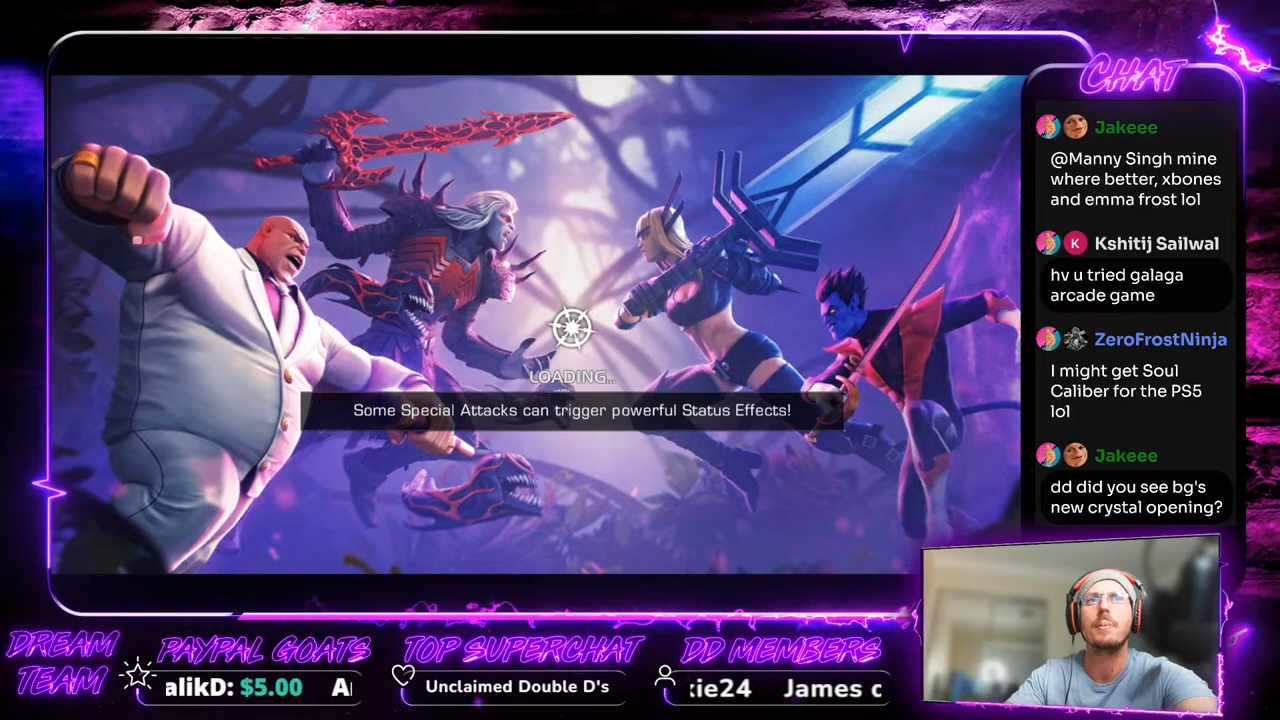 CHAT
Jakeee
@Manny Singh mine
where better, xbones
and emma frost lol
K Kshitij Sailwal
hv u tried galaga
arcade game
ZeroFrostNinja
I might get Soul
Caliber for the PS5
lol
Jakeee
dd did you see bg's
new crystal opening?
LOADING...
Some Special Attacks can trigger powerful Status Effects!
DREAM
TEAM
PAYPAL GOATS
alikD: $5.00 A
TOP SUPERCHAT
Unclaimed Double D's
DD MEMBERS
kie24 James c